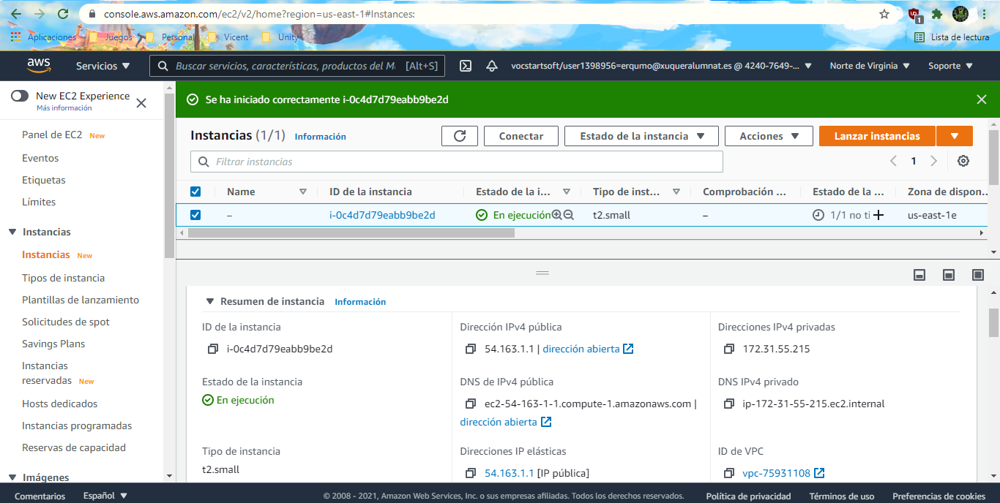 console.aws.amazon.com/ec2/v2/home?region=us-east-1#Instances:
1
Aplicaciones Juegos Personal Vicent Unity Lista de lectura
aws Servicios Buscar servicios, características, productos del M [Alt+S] vocstartsoft/user1398956=erqumo@xuqueralumnat.es @ 4240-7649-... Norte de Virginia Soporte
New EC2 Experience
Más información
Panel de EC2 New
Eventos
Etiquetas
Límites
Instancias
Instancias New
Tipos de instancia
Plantillas de lanzamiento
Solicitudes de spot
Savings Plans
Instancias
reservadas New
Hosts dedicados
Instancias programadas
Reservas de capacidad
Imágenes
Se ha iniciado correctamente i-0c4d7d79eabb9be2d
Instancias (1/1) Información Conectar Estado de la instancia Acciones Lanzar instancias
Filtrar instancias 1
Name ID de la instancia Estado de la i... Tipo de inst... Comprobación ... Estado de la ... Zona de dispon
– i-0c4d7d79eabb9be2d En ejecución t2.small – 1/1 no ti us-east-1e
Resumen de instancia Información
ID de la instancia
i-0c4d7d79eabb9be2d
Dirección IPv4 pública
54.163.1.1 | dirección abierta
Direcciones IPv4 privadas
172.31.55.215
Estado de la instancia
En ejecución
DNS de IPv4 pública
ec2-54-163-1-1.compute-1.amazonaws.com |
dirección abierta
DNS IPv4 privado
ip-172-31-55-215.ec2.internal
Tipo de instancia
t2.small
Direcciones IP elásticas
54.163.1.1 [IP pública]
ID de VPC
vpc-75931108
Comentarios Español © 2008 - 2021, Amazon Web Services, Inc. o sus empresas afiliadas. Todos los derechos reservados. Política de privacidad Términos de uso Preferencias de cookies